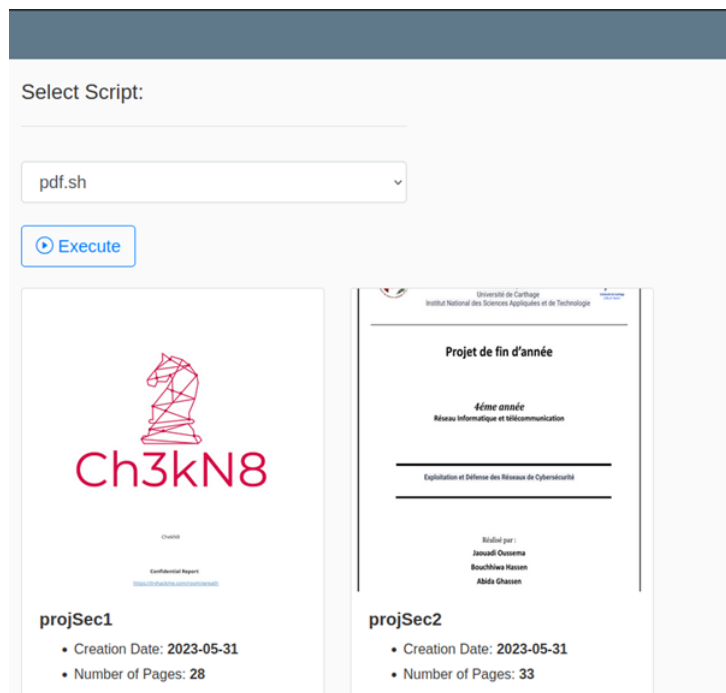 Select Script:
pdf.sh
Execute
Ch3kN8
Ch3kN8
Confidential Report
projSec1
• Creation Date: 2023-05-31
• Number of Pages: 28
Université de Carthage
Institut National des Sciences Appliquées et de Technologie
Projet de fin d'année
4éme année
Réseau Informatique et télécommunication
Exploitation et Défense des Réseaux de Cybersécurité
Réalisé par :
Jaouadi Oussema
Bouchhiwa Hassen
Abida Ghassen
projSec2
• Creation Date: 2023-05-31
• Number of Pages: 33